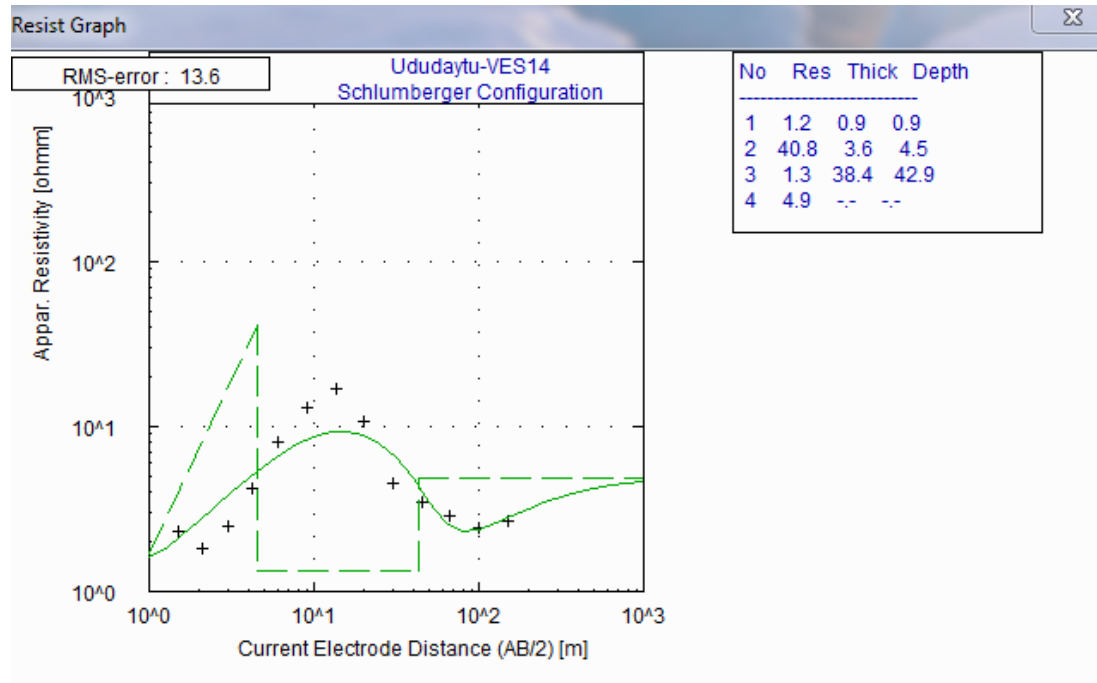 Resist Graph
RMS-error : 13.6
Ududaytu-VES14
Schlumberger Configuration
No Res Thick Depth
--------------------------
1 1.2 0.9 0.9
2 40.8 3.6 4.5
3 1.3 38.4 42.9
4 4.9 -.- -.-
Appar. Resistivity [ohmm]
10^3
10^2
10^1
10^0
10^0 10^1 10^2 10^3
Current Electrode Distance (AB/2) [m]